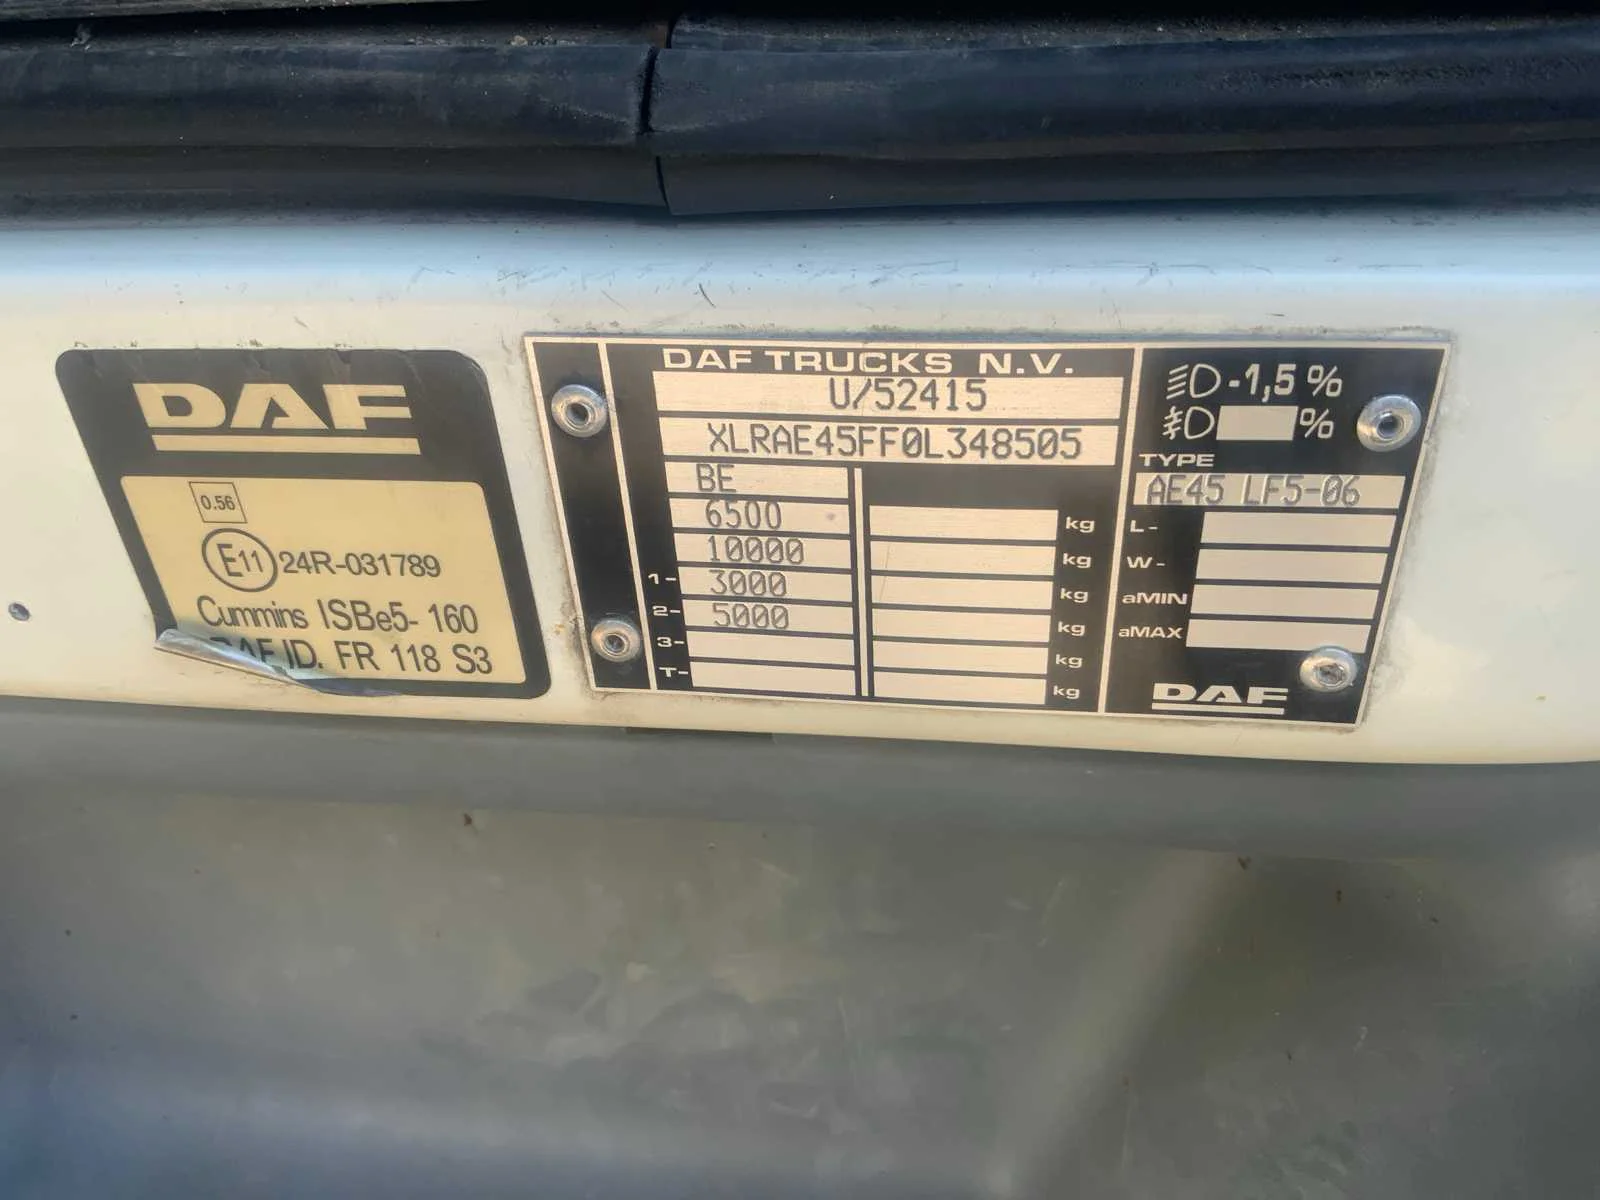 DAF
0.56
E11 24R-031789
Cummins ISBe5- 160
DAF ID. FR 118 S3
DAF TRUCKS N.V.
U/52415
XLRAE45FF0L348505
BE
6500 kg
10000 kg
1- 3000 kg
2- 5000 kg
3- kg
T- kg
-1,5 %
%
TYPE
AE45 LF5-06
L-
W-
aMIN
aMAX
DAF